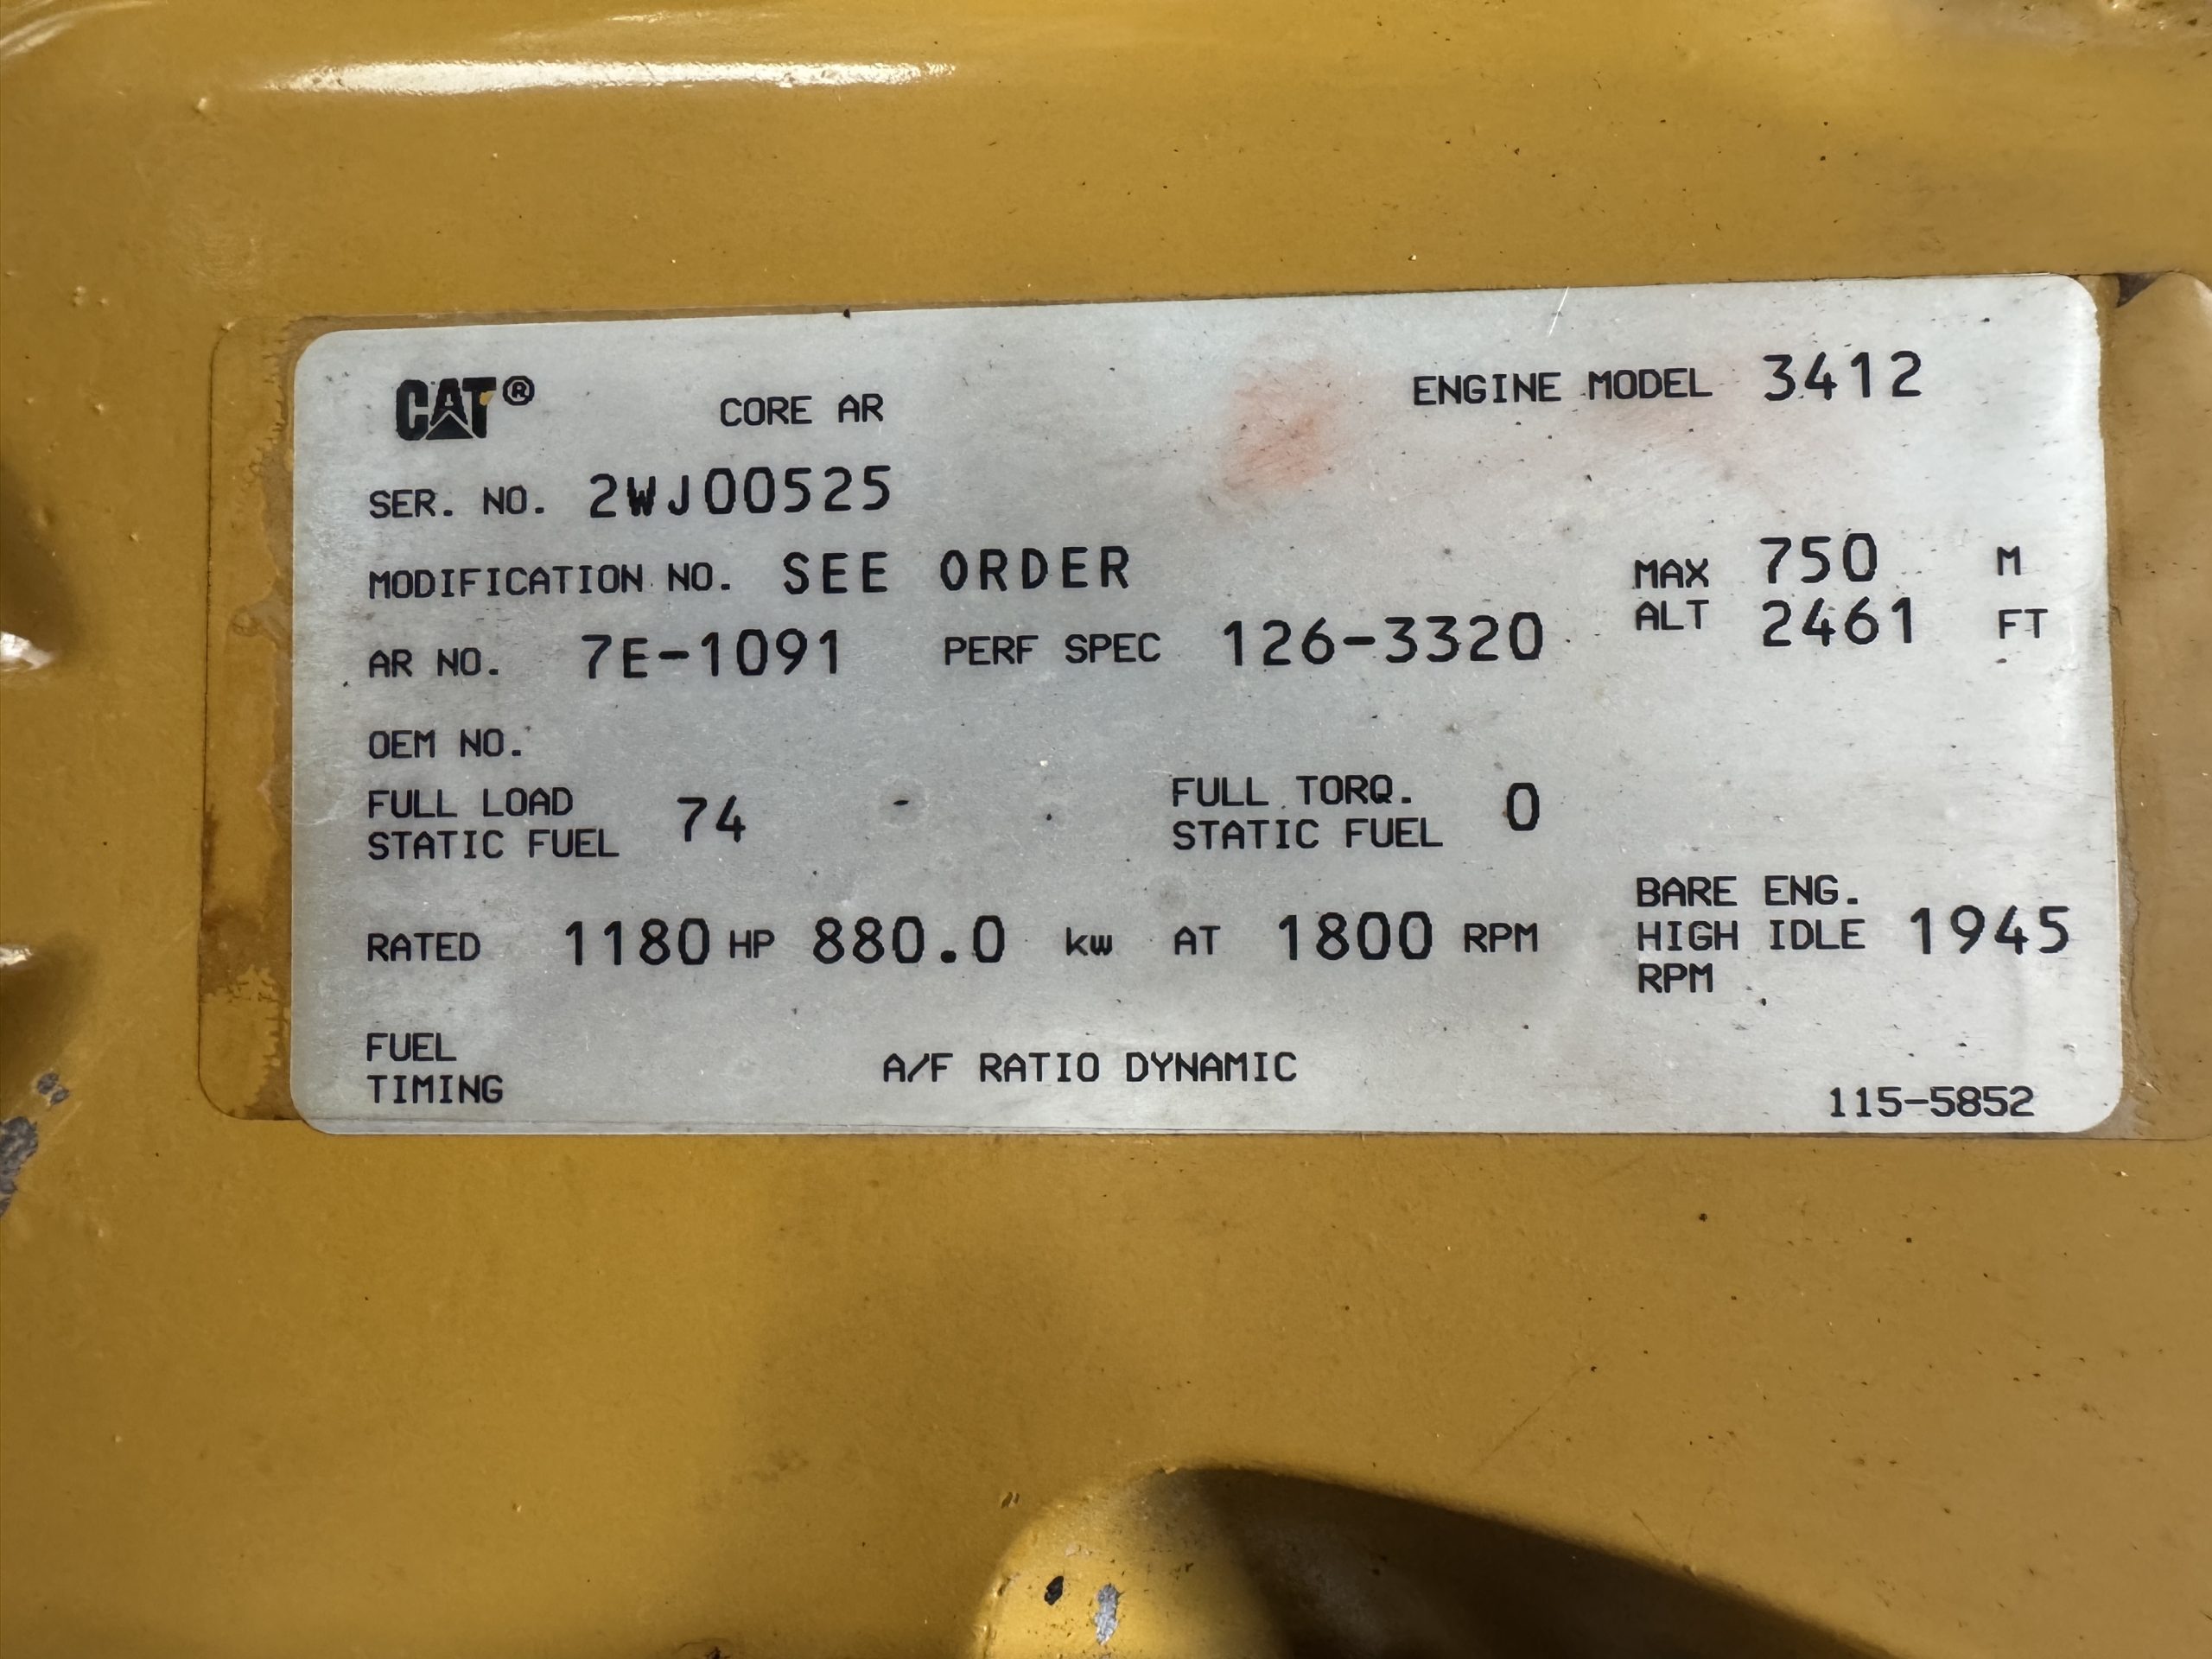 CAT® CORE AR ENGINE MODEL 3412
SER. NO. 2WJ00525
MODIFICATION NO. SEE ORDER
MAX ALT 750 M
2461 FT
AR NO. 7E-1091 PERF SPEC 126-3320
OEM NO.
FULL LOAD STATIC FUEL 74
FULL TORQ. STATIC FUEL 0
RATED 1180 HP 880.0 kw AT 1800 RPM
BARE ENG. HIGH IDLE RPM 1945
FUEL TIMING
A/F RATIO DYNAMIC
115-5852